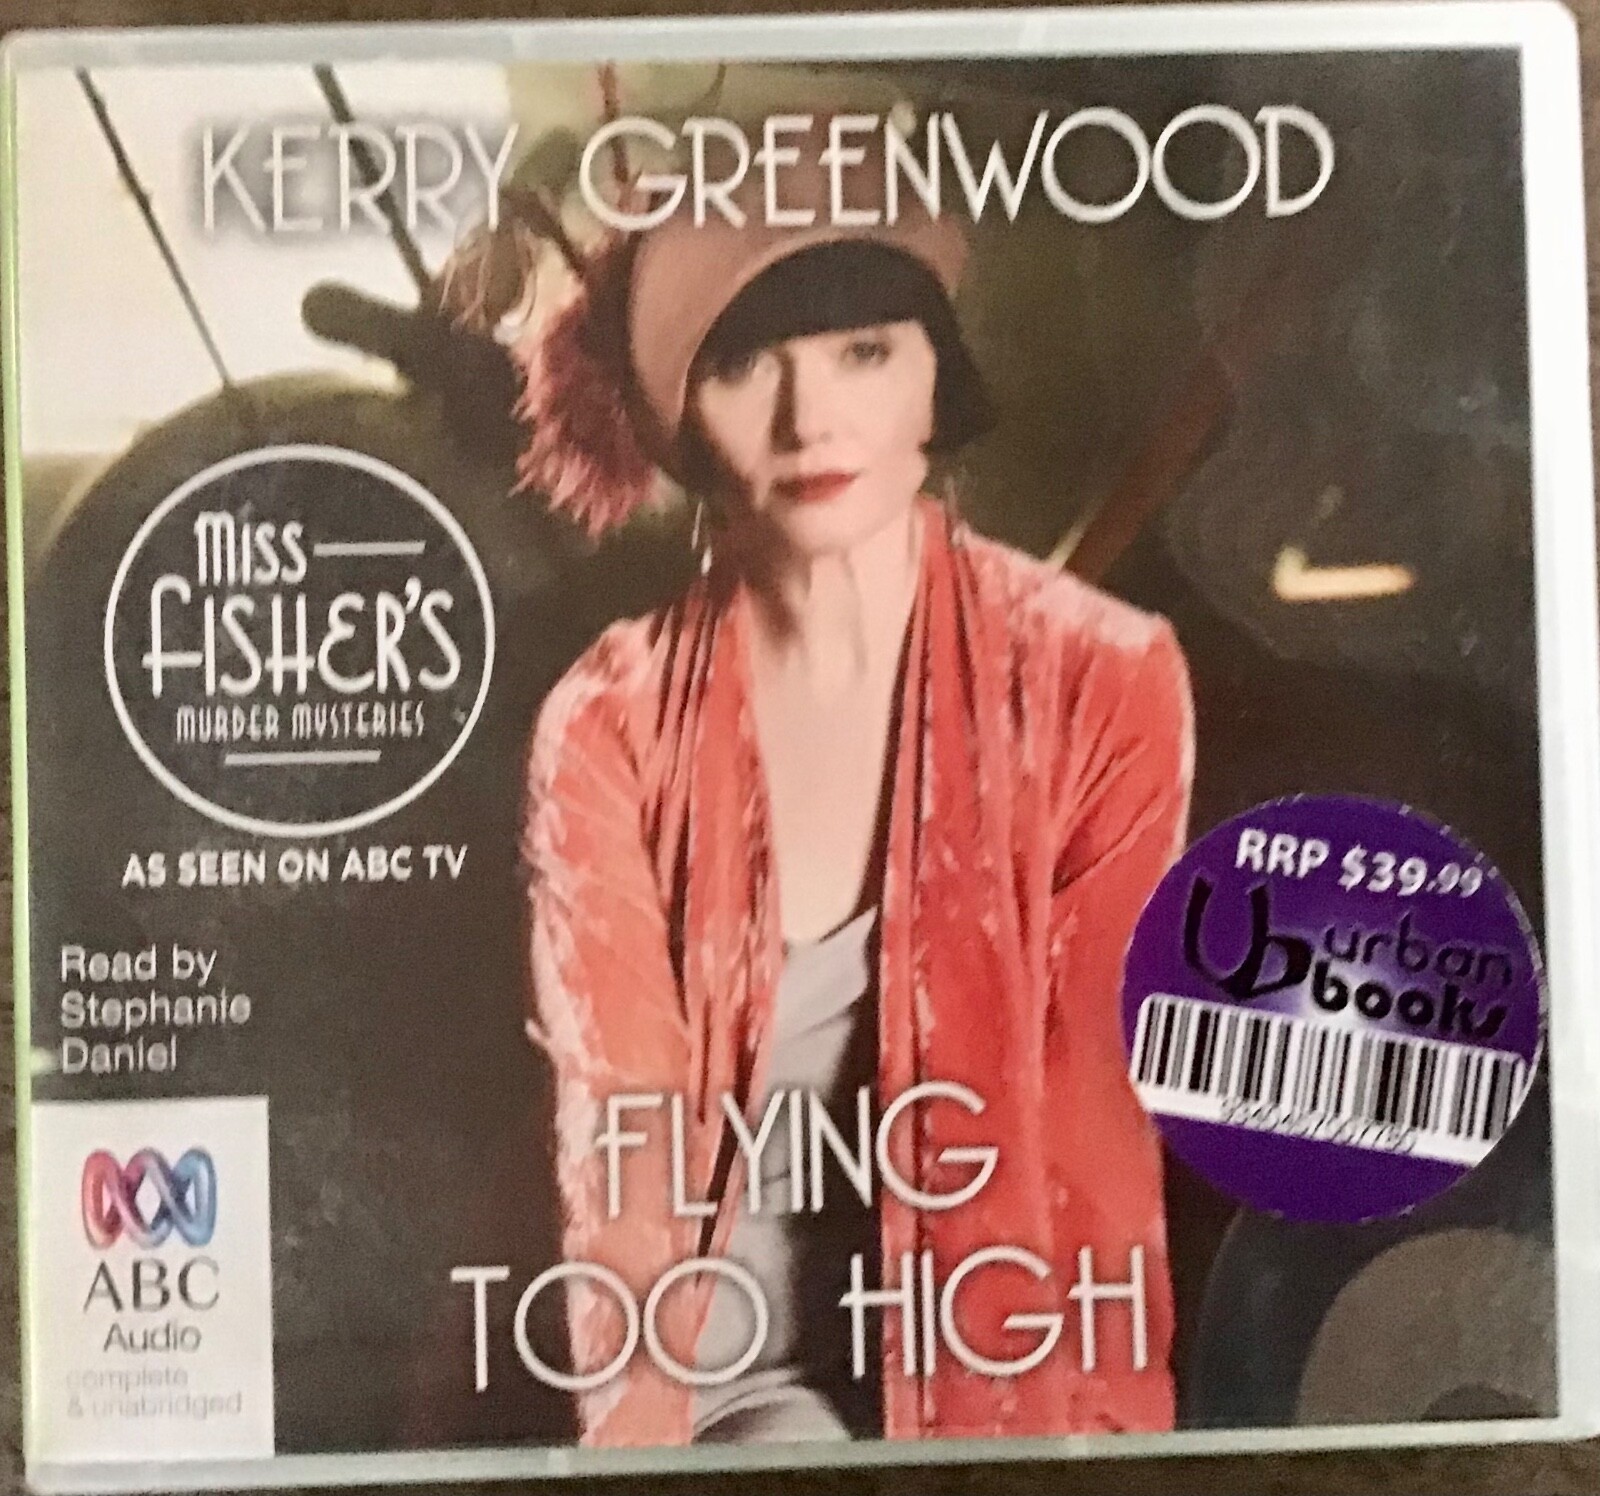 KERRY GREENWOOD
Miss
FISHER'S
MURDER MYSTERIES
AS SEEN ON ABC TV
Read by
Stephanie
Daniel
RRP $39.99
urban
books
FLYING
TOO HIGH
ABC
Audio
complete
& unabridged